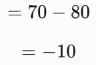 = 70 − 80
= −10